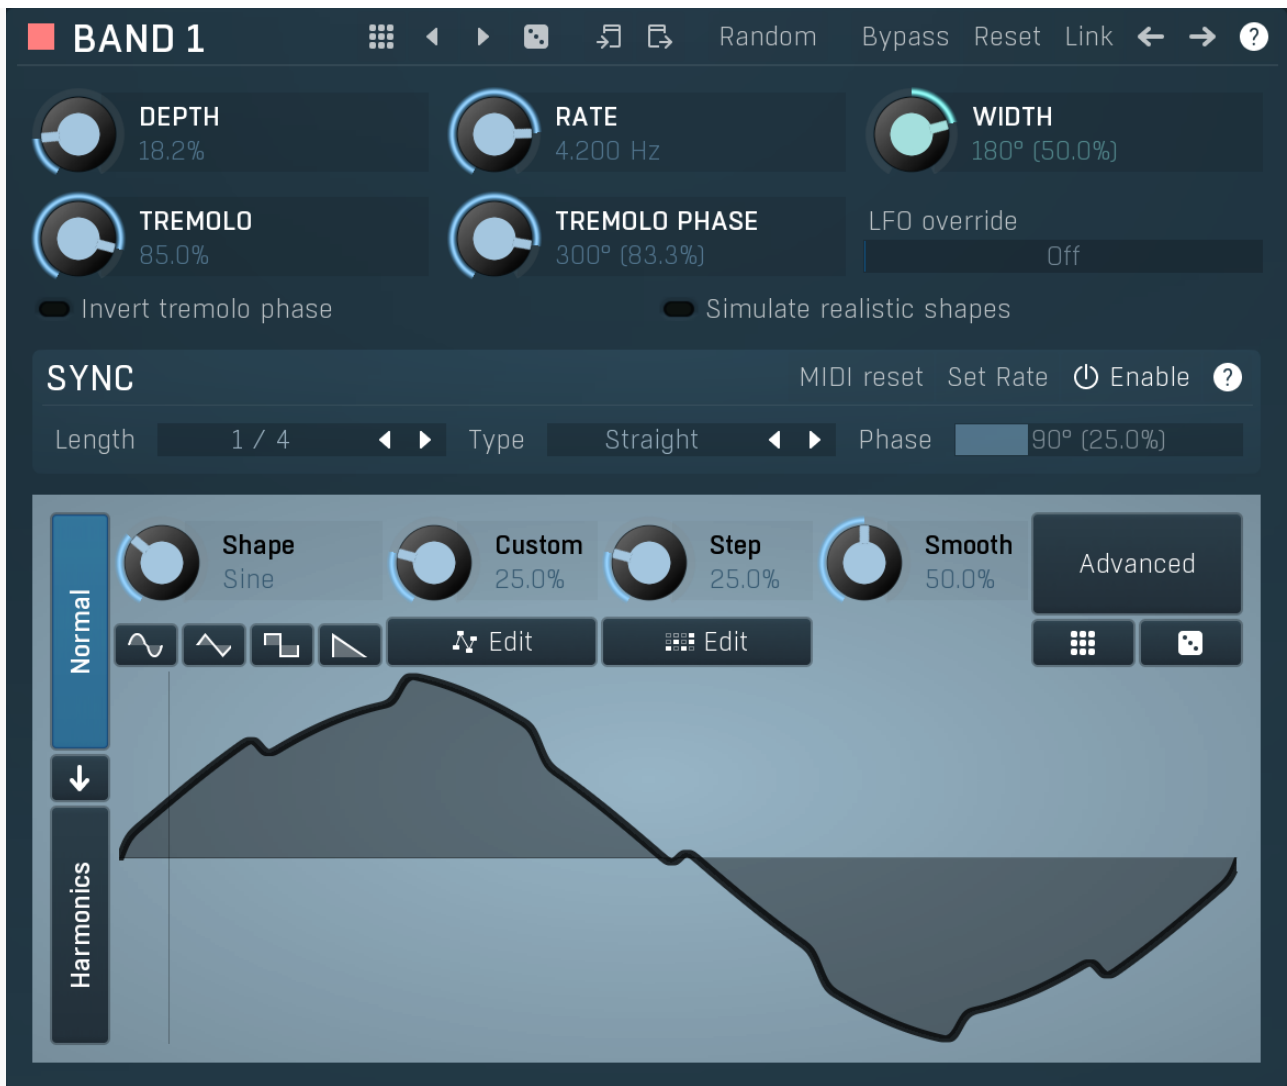 BAND 1 Random Bypass Reset Link ?
DEPTH
18.2%
RATE
4.200 Hz
WIDTH
180° (50.0%)
TREMOLO
85.0%
TREMOLO PHASE
300° (83.3%)
LFO override
Off
Invert tremolo phase
Simulate realistic shapes
SYNC MIDI reset Set Rate Enable ?
Length 1 / 4 Type Straight Phase 90° (25.0%)
Normal
Harmonics
Shape
Sine
Custom
25.0%
Step
25.0%
Smooth
50.0%
Advanced
Edit
Edit